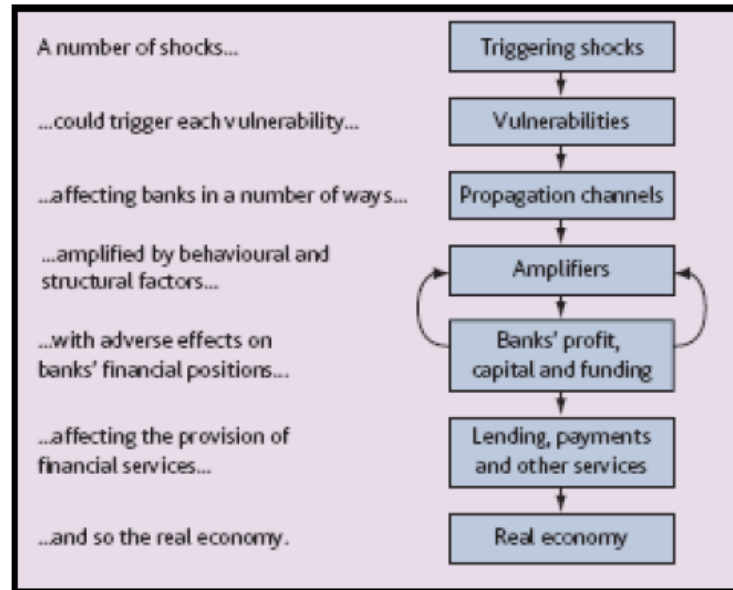 A number of shocks...
Triggering shocks
...could trigger each vulnerability...
Vulnerabilities
...affecting banks in a number of ways...
Propagation channels
...amplified by behavioural and
structural factors...
Amplifiers
...with adverse effects on
banks' financial positions...
Banks' profit,
capital and funding
...affecting the provision of
financial services...
Lending, payments
and other services
...and so the real economy.
Real economy